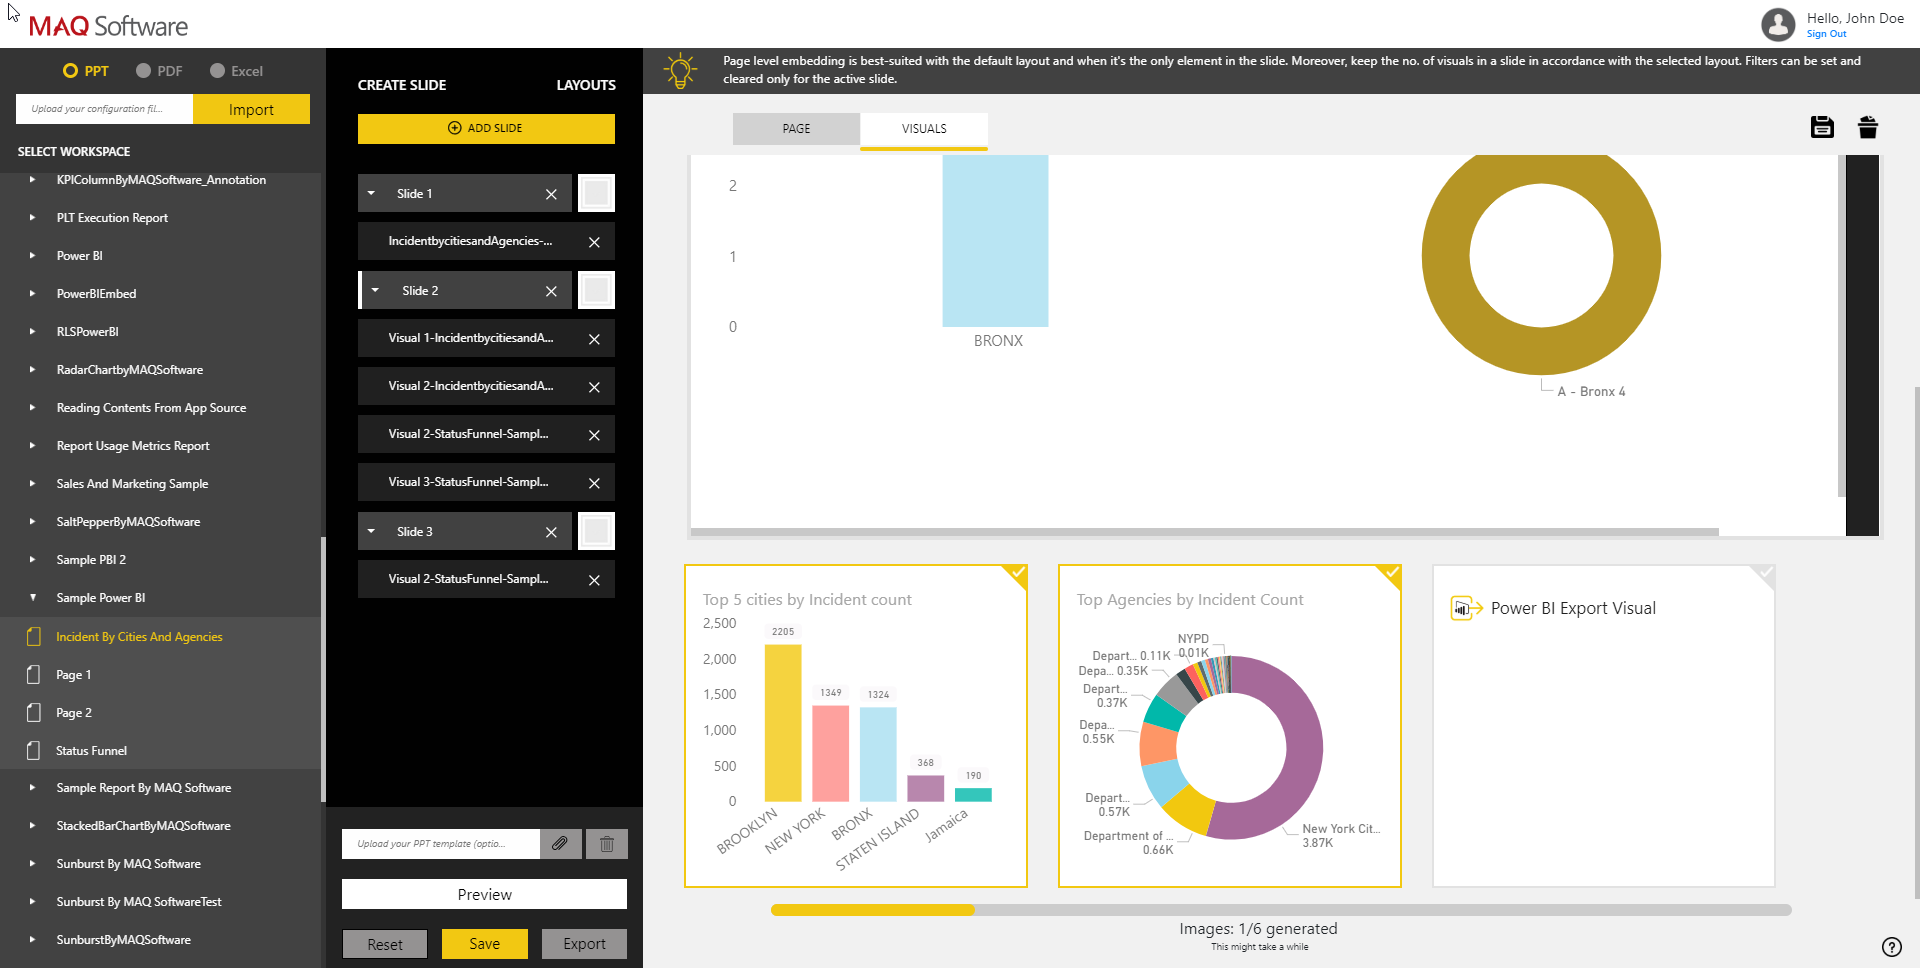 MAQ Software
Hello, John Doe
Sign Out
PPT
PDF
Excel
Upload your configuration fil...
Import
SELECT WORKSPACE
KPIColumnByMAQSoftware_Annotation
PLT Execution Report
Power BI
PowerBIEmbed
RLSPowerBI
RadarChartbyMAQSoftware
Reading Contents From App Source
Report Usage Metrics Report
Sales And Marketing Sample
SaltPepperByMAQSoftware
Sample PBI 2
Sample Power BI
Incident By Cities And Agencies
Page 1
Page 2
Status Funnel
Sample Report By MAQ Software
StackedBarChartByMAQSoftware
Sunburst By MAQ Software
Sunburst By MAQ SoftwareTest
SunburstByMAQSoftware
CREATE SLIDE
LAYOUTS
ADD SLIDE
Slide 1
IncidentbycitiesandAgencies-...
Slide 2
Visual 1-IncidentbycitiesandA...
Visual 2-IncidentbycitiesandA...
Visual 2-StatusFunnel-Sampl...
Visual 3-StatusFunnel-Sampl...
Slide 3
Visual 2-StatusFunnel-Sampl...
Upload your PPT template (optio...
Preview
Reset
Save
Export
Page level embedding is best-suited with the default layout and when it's the only element in the slide. Moreover, keep the no. of visuals in a slide in accordance with the selected layout. Filters can be set and
cleared only for the active slide.
PAGE
VISUALS
2
1
0
BRONX
A - Bronx 4
Top 5 cities by Incident count
2,500
2,000
1,500
1,000
500
0
2205
1349
1324
368
190
BROOKLYN
NEW YORK
BRONX
STATEN ISLAND
Jamaica
Top Agencies by Incident Count
NYPD
0.01K
Depart... 0.11K
Depa... 0.35K
Depart...
0.37K
Depa...
0.55K
Depart...
0.57K
Department of ...
0.66K
New York Cit...
3.87K
Power BI Export Visual
Images: 1/6 generated
This might take a while
?